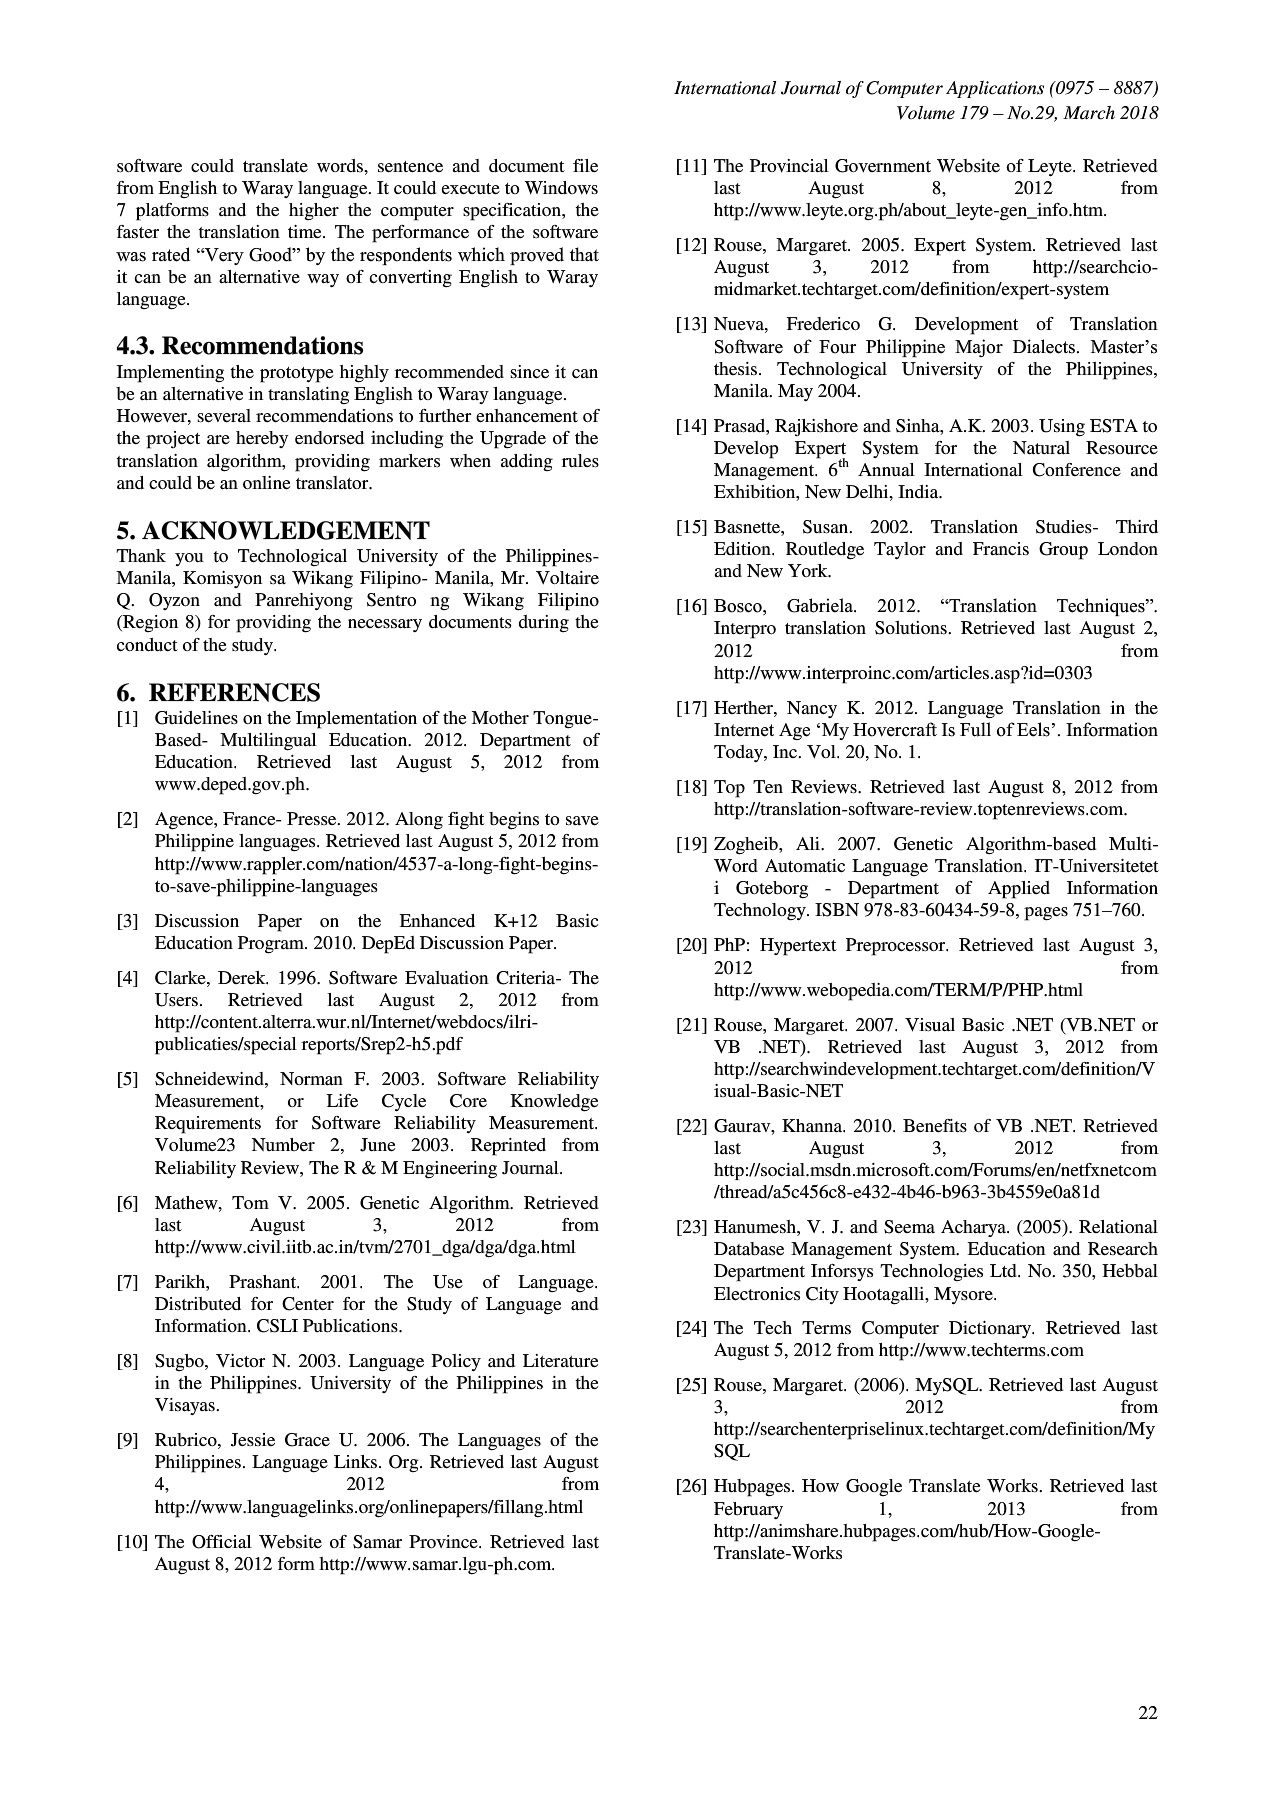 International Journal of Computer Applications (0975 – 8887)
Volume 179 – No.29, March 2018
software could translate words, sentence and document file
from English to Waray language. It could execute to Windows
7 platforms and the higher the computer specification, the
faster the translation time. The performance of the software
was rated “Very Good” by the respondents which proved that
it can be an alternative way of converting English to Waray
language.
4.3. Recommendations
Implementing the prototype highly recommended since it can
be an alternative in translating English to Waray language.
However, several recommendations to further enhancement of
the project are hereby endorsed including the Upgrade of the
translation algorithm, providing markers when adding rules
and could be an online translator.
5. ACKNOWLEDGEMENT
Thank you to Technological University of the Philippines-
Manila, Komisyon sa Wikang Filipino- Manila, Mr. Voltaire
Q. Oyzon and Panrehiyong Sentro ng Wikang Filipino
(Region 8) for providing the necessary documents during the
conduct of the study.
6. REFERENCES
[1] Guidelines on the Implementation of the Mother Tongue-
Based- Multilingual Education. 2012. Department of
Education. Retrieved last August 5, 2012 from
www.deped.gov.ph.
[2] Agence, France- Presse. 2012. Along fight begins to save
Philippine languages. Retrieved last August 5, 2012 from
http://www.rappler.com/nation/4537-a-long-fight-begins-
to-save-philippine-languages
[3] Discussion Paper on the Enhanced K+12 Basic
Education Program. 2010. DepEd Discussion Paper.
[4] Clarke, Derek. 1996. Software Evaluation Criteria- The
Users. Retrieved last August 2, 2012 from
http://content.alterra.wur.nl/Internet/webdocs/ilri-
publicaties/special reports/Srep2-h5.pdf
[5] Schneidewind, Norman F. 2003. Software Reliability
Measurement, or Life Cycle Core Knowledge
Requirements for Software Reliability Measurement.
Volume23 Number 2, June 2003. Reprinted from
Reliability Review, The R & M Engineering Journal.
[6] Mathew, Tom V. 2005. Genetic Algorithm. Retrieved
last August 3, 2012 from
http://www.civil.iitb.ac.in/tvm/2701_dga/dga/dga.html
[7] Parikh, Prashant. 2001. The Use of Language.
Distributed for Center for the Study of Language and
Information. CSLI Publications.
[8] Sugbo, Victor N. 2003. Language Policy and Literature
in the Philippines. University of the Philippines in the
Visayas.
[9] Rubrico, Jessie Grace U. 2006. The Languages of the
Philippines. Language Links. Org. Retrieved last August
4, 2012 from
http://www.languagelinks.org/onlinepapers/fillang.html
[10] The Official Website of Samar Province. Retrieved last
August 8, 2012 form http://www.samar.lgu-ph.com.
[11] The Provincial Government Website of Leyte. Retrieved
last August 8, 2012 from
http://www.leyte.org.ph/about_leyte-gen_info.htm.
[12] Rouse, Margaret. 2005. Expert System. Retrieved last
August 3, 2012 from http://searchcio-
midmarket.techtarget.com/definition/expert-system
[13] Nueva, Frederico G. Development of Translation
Software of Four Philippine Major Dialects. Master’s
thesis. Technological University of the Philippines,
Manila. May 2004.
[14] Prasad, Rajkishore and Sinha, A.K. 2003. Using ESTA to
Develop Expert System for the Natural Resource
Management. 6th Annual International Conference and
Exhibition, New Delhi, India.
[15] Basnette, Susan. 2002. Translation Studies- Third
Edition. Routledge Taylor and Francis Group London
and New York.
[16] Bosco, Gabriela. 2012. “Translation Techniques”.
Interpro translation Solutions. Retrieved last August 2,
2012 from
http://www.interproinc.com/articles.asp?id=0303
[17] Herther, Nancy K. 2012. Language Translation in the
Internet Age ‘My Hovercraft Is Full of Eels’. Information
Today, Inc. Vol. 20, No. 1.
[18] Top Ten Reviews. Retrieved last August 8, 2012 from
http://translation-software-review.toptenreviews.com.
[19] Zogheib, Ali. 2007. Genetic Algorithm-based Multi-
Word Automatic Language Translation. IT-Universitetet
i Goteborg - Department of Applied Information
Technology. ISBN 978-83-60434-59-8, pages 751–760.
[20] PhP: Hypertext Preprocessor. Retrieved last August 3,
2012 from
http://www.webopedia.com/TERM/P/PHP.html
[21] Rouse, Margaret. 2007. Visual Basic .NET (VB.NET or
VB .NET). Retrieved last August 3, 2012 from
http://searchwindevelopment.techtarget.com/definition/V
isual-Basic-NET
[22] Gaurav, Khanna. 2010. Benefits of VB .NET. Retrieved
last August 3, 2012 from
http://social.msdn.microsoft.com/Forums/en/netfxnetcom
/thread/a5c456c8-e432-4b46-b963-3b4559e0a81d
[23] Hanumesh, V. J. and Seema Acharya. (2005). Relational
Database Management System. Education and Research
Department Inforsys Technologies Ltd. No. 350, Hebbal
Electronics City Hootagalli, Mysore.
[24] The Tech Terms Computer Dictionary. Retrieved last
August 5, 2012 from http://www.techterms.com
[25] Rouse, Margaret. (2006). MySQL. Retrieved last August
3, 2012 from
http://searchenterpriselinux.techtarget.com/definition/My
SQL
[26] Hubpages. How Google Translate Works. Retrieved last
February 1, 2013 from
http://animshare.hubpages.com/hub/How-Google-
Translate-Works
22